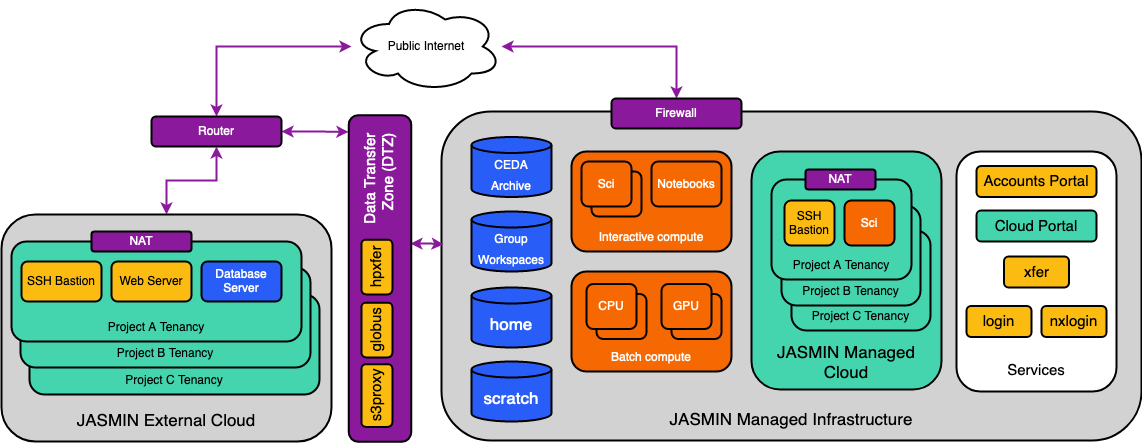 Public Internet
Router
Firewall
Data Transfer
Zone (DTZ)
hpxfer
globus
s3proxy
NAT
SSH Bastion
Web Server
Database
Server
Project A Tenancy
Project B Tenancy
Project C Tenancy
JASMIN External Cloud
CEDA
Archive
Group
Workspaces
home
scratch
Sci
Notebooks
Interactive compute
CPU
GPU
Batch compute
NAT
SSH
Bastion
Sci
Project A Tenancy
Project B Tenancy
Project C Tenancy
JASMIN Managed
Cloud
Accounts Portal
Cloud Portal
xfer
login
nxlogin
Services
JASMIN Managed Infrastructure